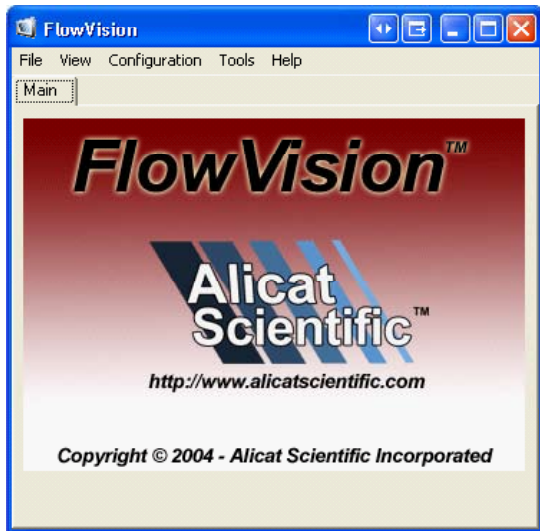 FlowVision
File View Configuration Tools Help
Main
FlowVision™
Alicat
Scientific™
http://www.alicatscientific.com
Copyright © 2004 - Alicat Scientific Incorporated